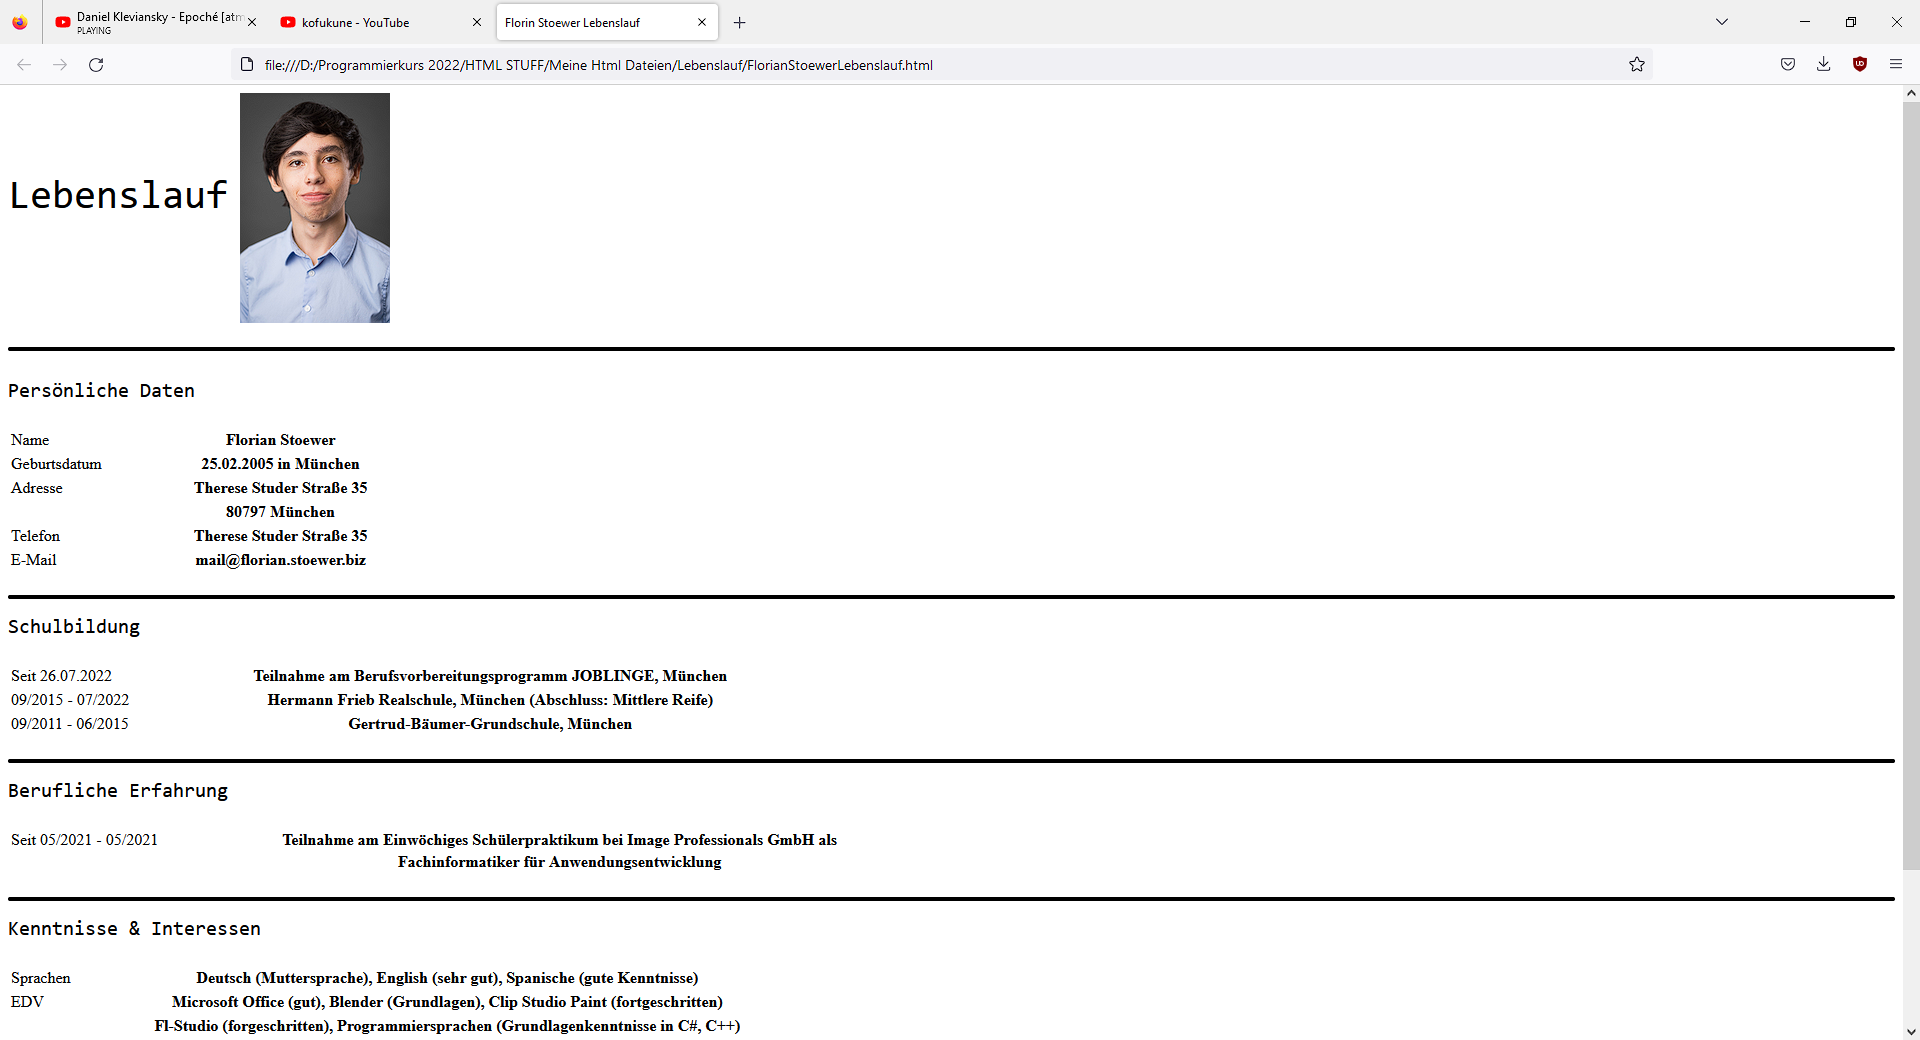 Daniel Kleviansky - Epoché [atm
PLAYING
kofukune - YouTube
Florin Stoewer Lebenslauf
file:///D:/Programmierkurs 2022/HTML STUFF/Meine Html Dateien/Lebenslauf/FlorianStoewerLebenslauf.html
Lebenslauf
Persönliche Daten
Name Florian Stoewer
Geburtsdatum 25.02.2005 in München
Adresse Therese Studer Straße 35
80797 München
Telefon Therese Studer Straße 35
E-Mail mail@florian.stoewer.biz
Schulbildung
Seit 26.07.2022 Teilnahme am Berufsvorbereitungsprogramm JOBLINGE, München
09/2015 - 07/2022 Hermann Frieb Realschule, München (Abschluss: Mittlere Reife)
09/2011 - 06/2015 Gertrud-Bäumer-Grundschule, München
Berufliche Erfahrung
Seit 05/2021 - 05/2021 Teilnahme am Einwöchiges Schülerpraktikum bei Image Professionals GmbH als
Fachinformatiker für Anwendungsentwicklung
Kenntnisse & Interessen
Sprachen Deutsch (Muttersprache), English (sehr gut), Spanische (gute Kenntnisse)
EDV Microsoft Office (gut), Blender (Grundlagen), Clip Studio Paint (fortgeschritten)
Fl-Studio (forgeschritten), Programmiersprachen (Grundlagenkenntnisse in C#, C++)